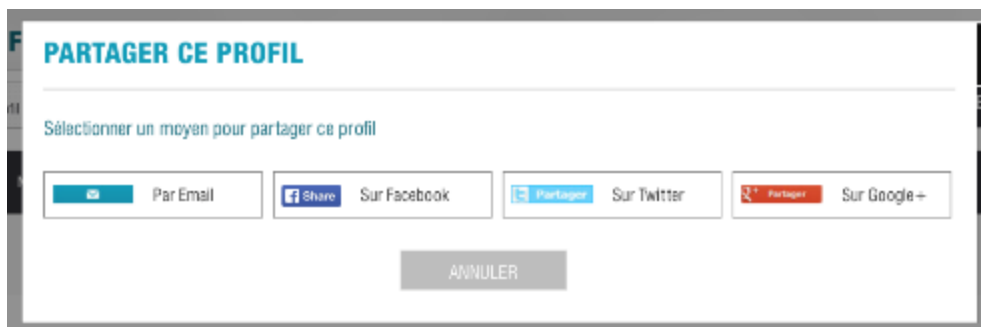 PARTAGER CE PROFIL
Sélectionner un moyen pour partager ce profil
Par Email
Share Sur Facebook
Partager Sur Twitter
g+ Partager Sur Google+
ANNULER